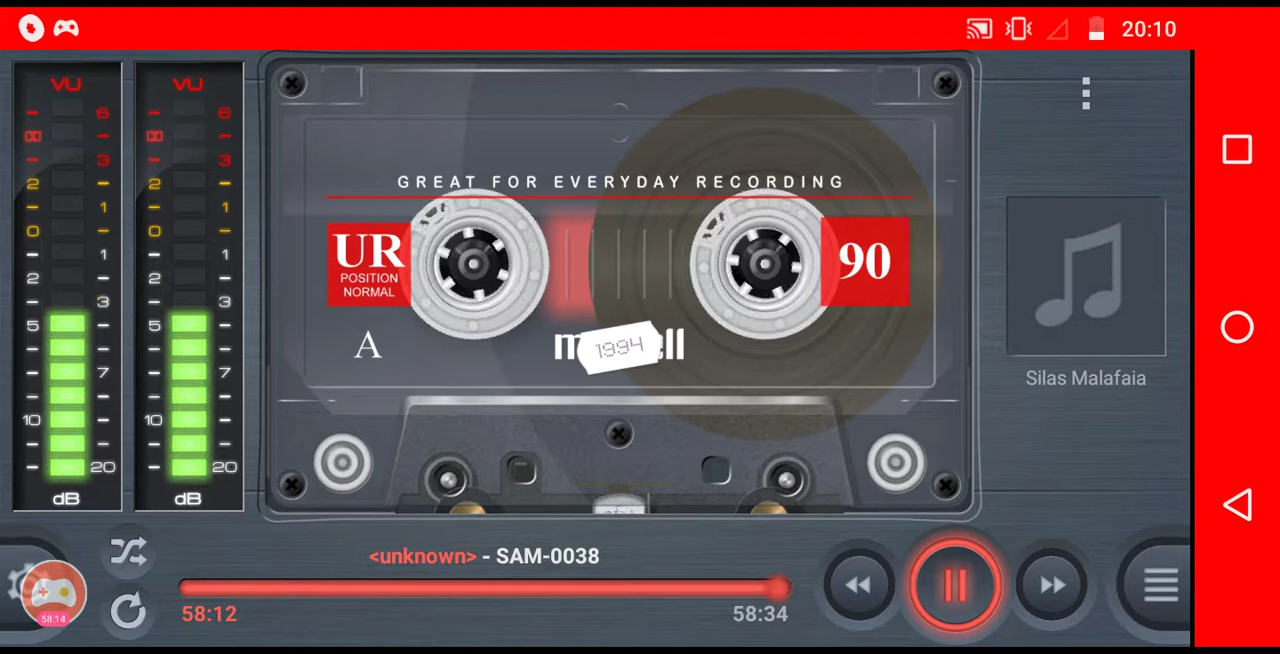 20:10
VU
VU
6
3
2
1
0
1
2
3
5
7
10
20
dB
6
3
2
1
0
1
2
3
5
7
10
20
dB
GREAT FOR EVERYDAY RECORDING
UR
POSITION
NORMAL
90
A
m 1994 ell
Silas Malafaia
<unknown> - SAM-0038
58:12
58:34
58:14